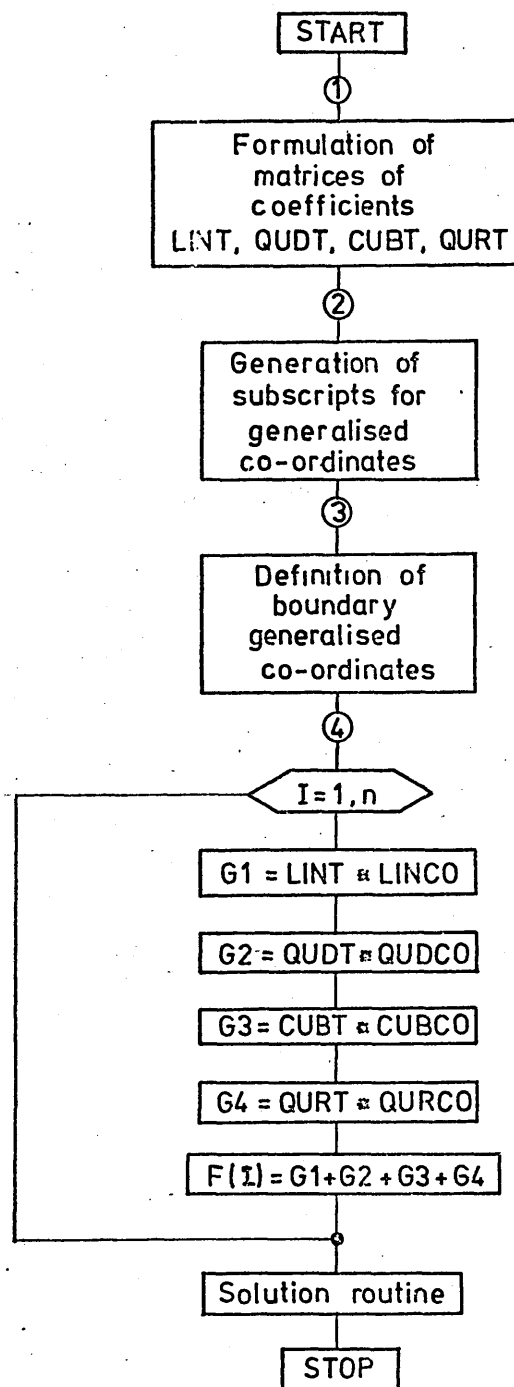 START
①
Formulation of
matrices of
coefficients
LINT, QUDT, CUBT, QURT
②
Generation of
subscripts for
generalised
co-ordinates
③
Definition of
boundary
generalised
co-ordinates
④
I=1,n
G1 = LINT * LINCO
G2 = QUDT * QUDCO
G3 = CUBT * CUBCO
G4 = QURT * QURCO
F(I) = G1+G2+G3+G4
Solution routine
STOP